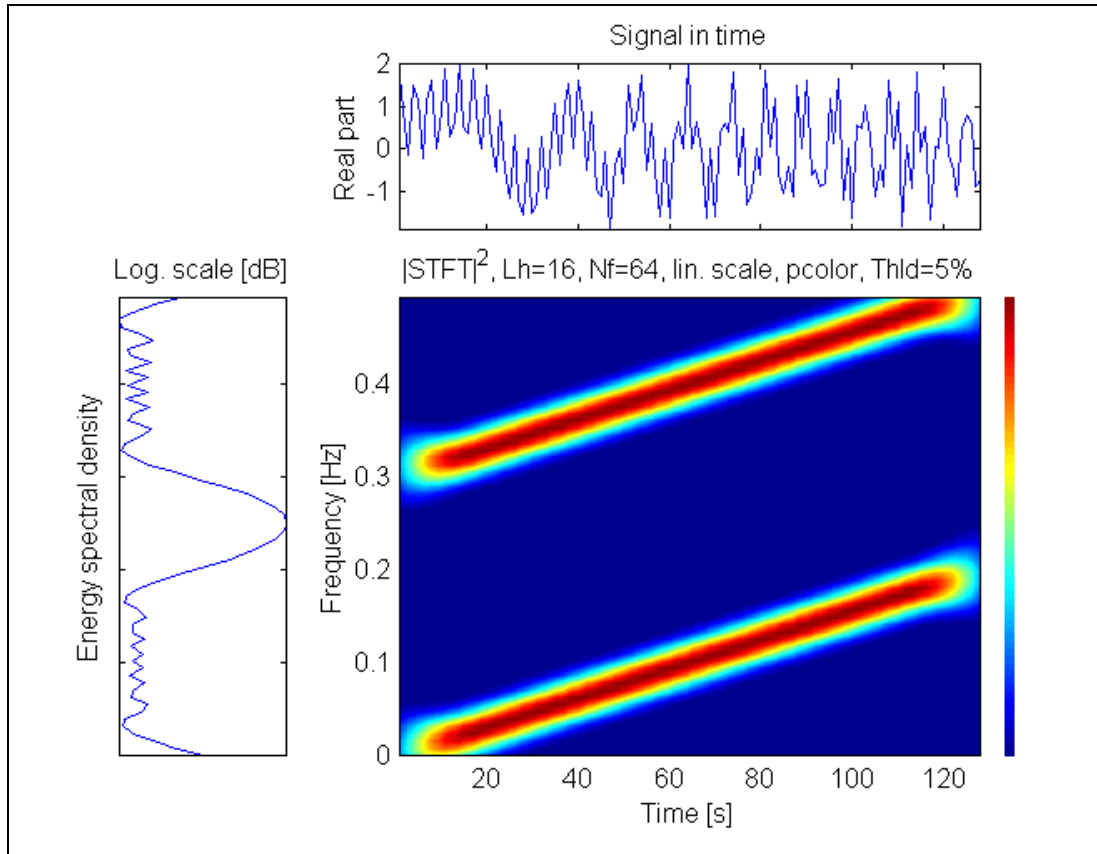 Signal in time
Real part
2
1
0
-1
Log. scale [dB]
Energy spectral density
|STFT|², Lh=16, Nf=64, lin. scale, pcolor, Thld=5%
Frequency [Hz]
0.4
0.3
0.2
0.1
0
20 40 60 80 100 120
Time [s]